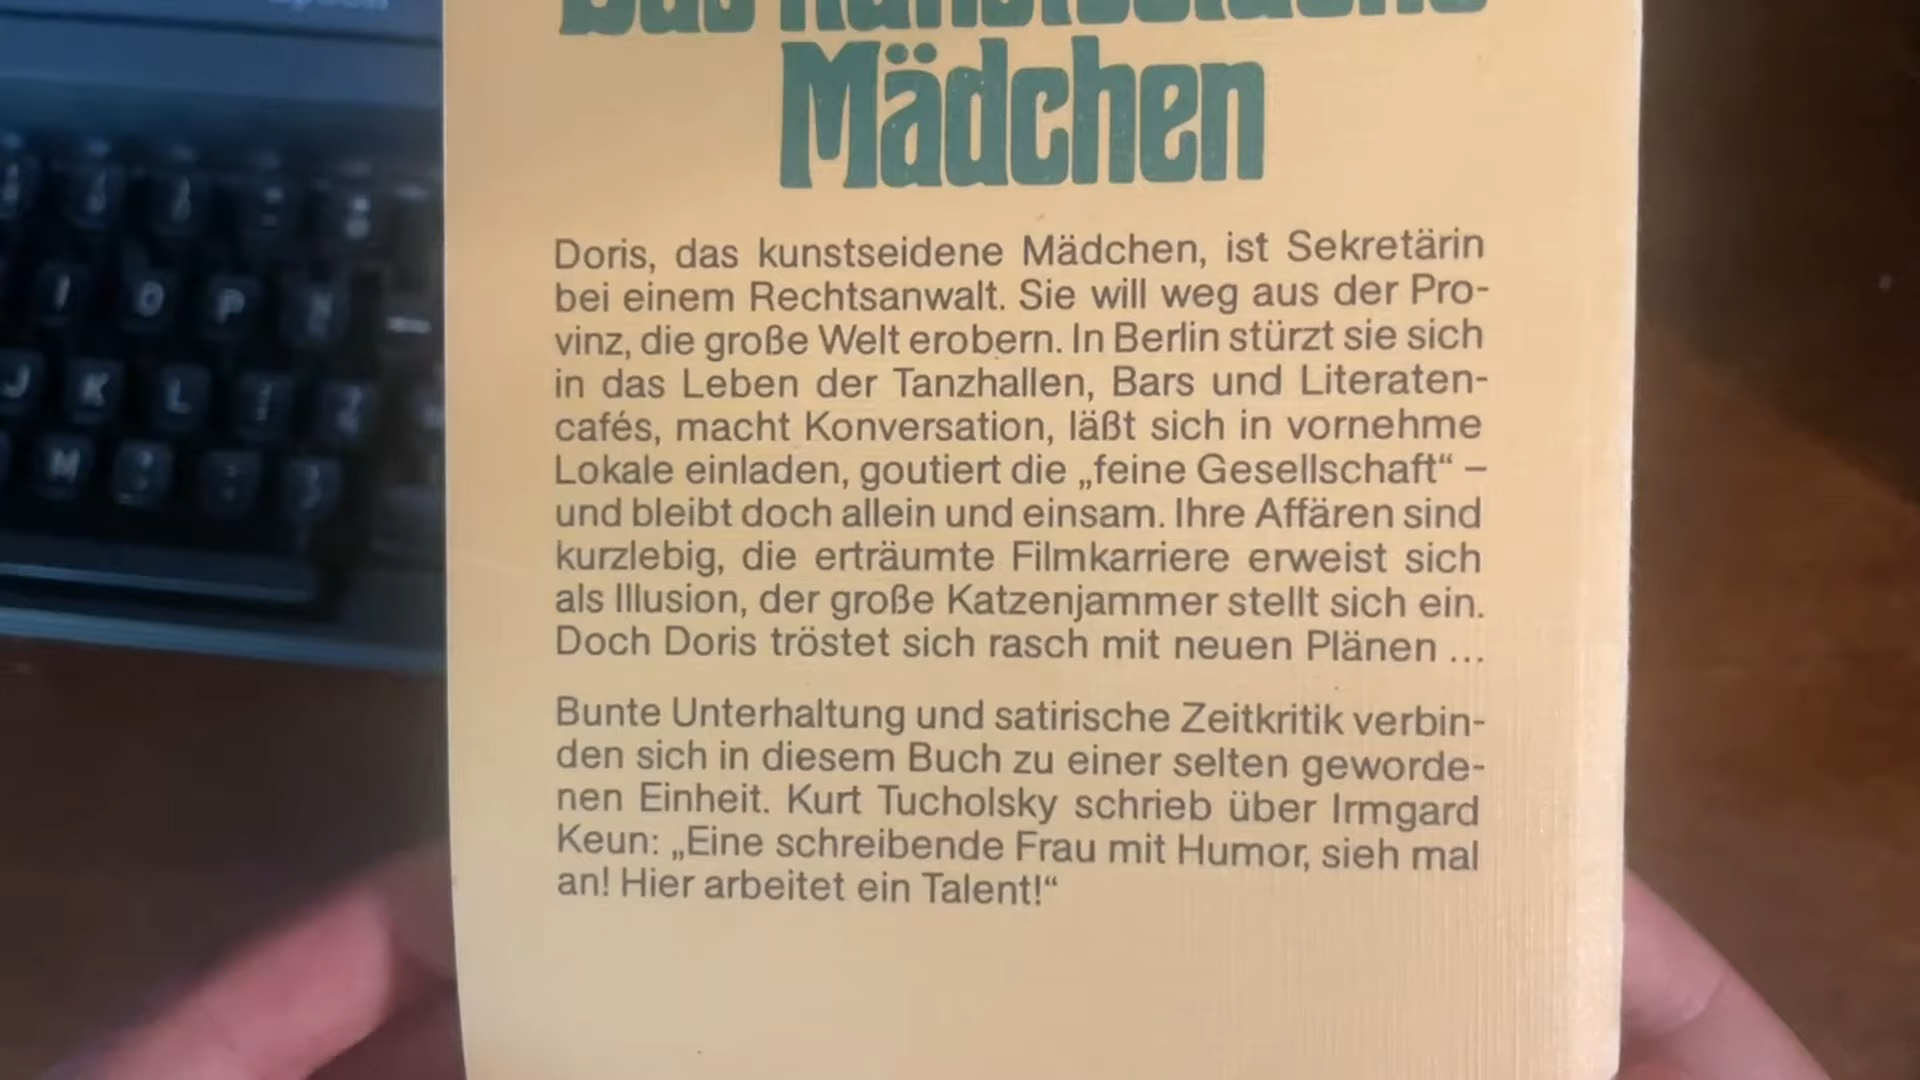 Das kunstseidene
Mädchen
Doris, das kunstseidene Mädchen, ist Sekretärin
bei einem Rechtsanwalt. Sie will weg aus der Pro-
vinz, die große Welt erobern. In Berlin stürzt sie sich
in das Leben der Tanzhallen, Bars und Literaten-
cafés, macht Konversation, läßt sich in vornehme
Lokale einladen, goutiert die „feine Gesellschaft“ –
und bleibt doch allein und einsam. Ihre Affären sind
kurzlebig, die erträumte Filmkarriere erweist sich
als Illusion, der große Katzenjammer stellt sich ein.
Doch Doris tröstet sich rasch mit neuen Plänen ...
Bunte Unterhaltung und satirische Zeitkritik verbin-
den sich in diesem Buch zu einer selten geworde-
nen Einheit. Kurt Tucholsky schrieb über Irmgard
Keun: „Eine schreibende Frau mit Humor, sieh mal
an! Hier arbeitet ein Talent!“
I O P
J K L
M